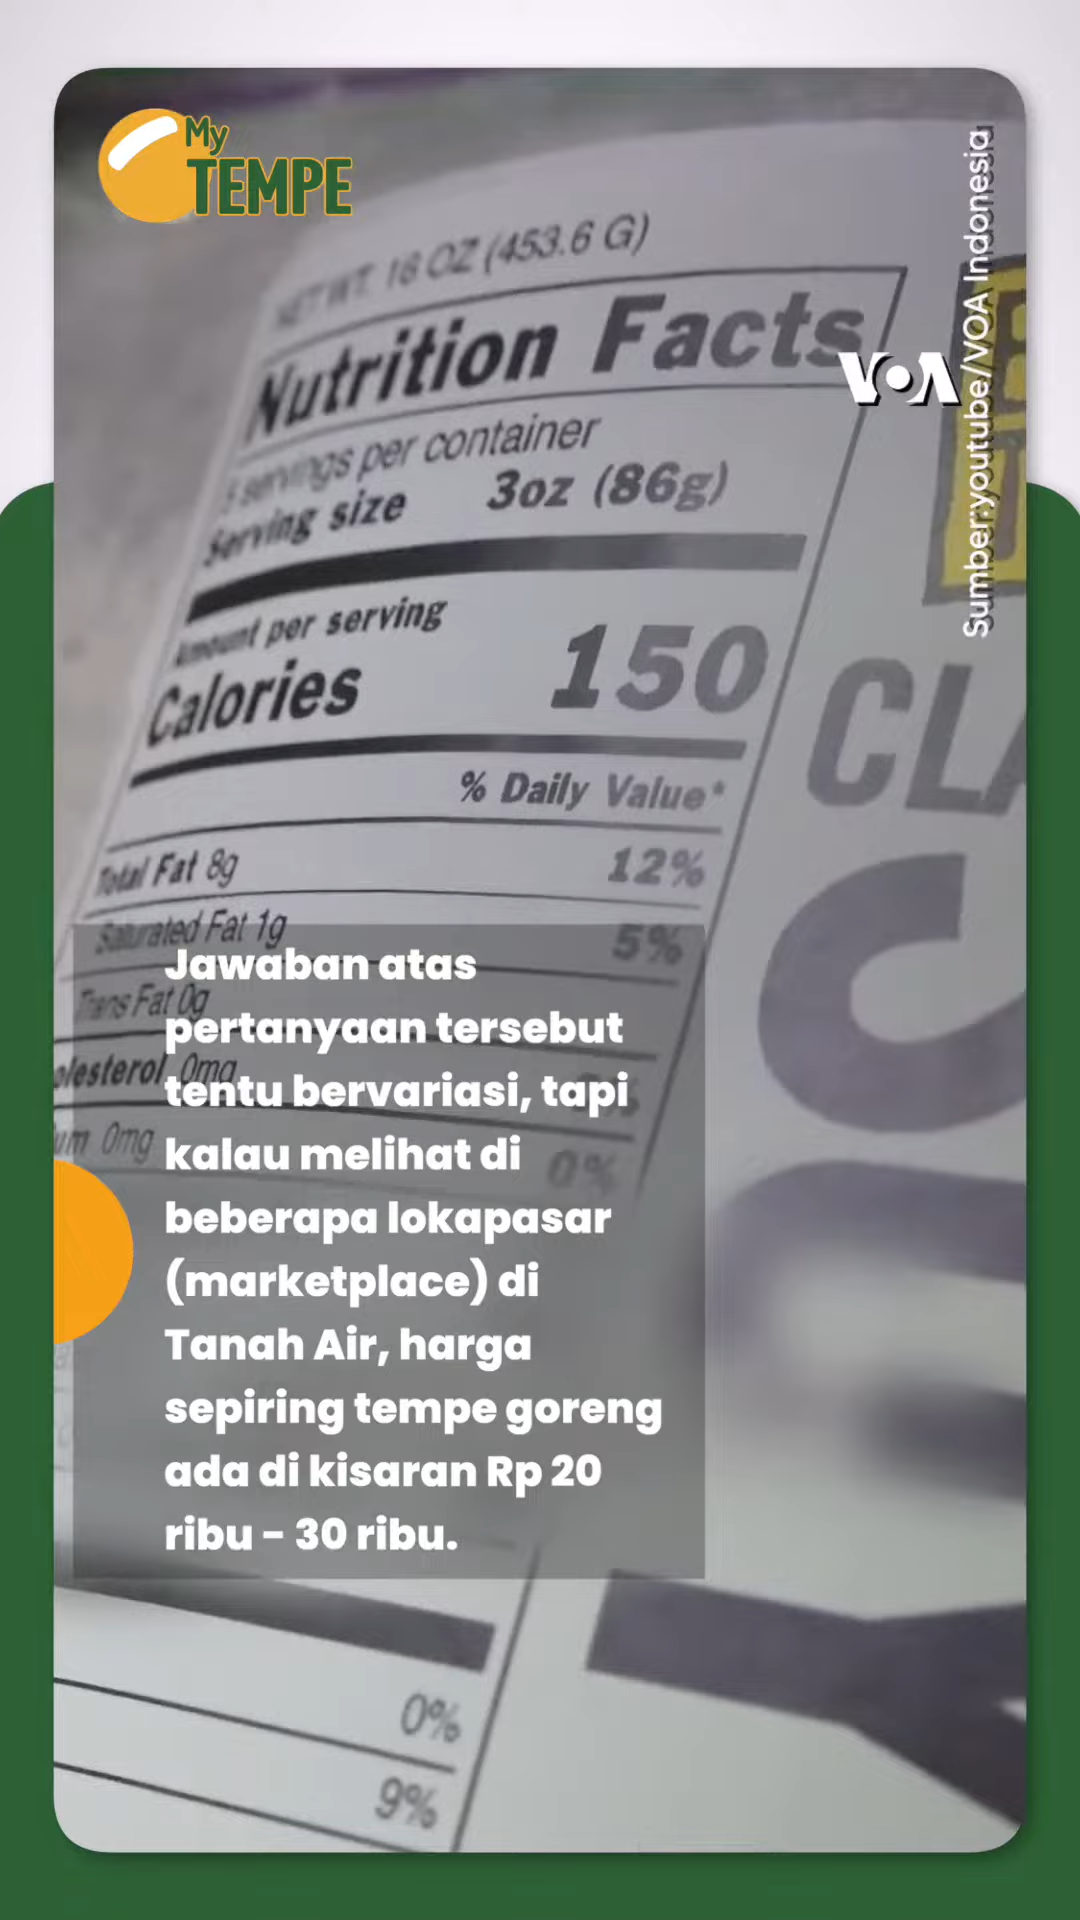 My
TEMPE
Sumber:youtube//VOA Indonesia
NET WT. 16 OZ (453.6 G)
Nutrition Facts
VOA
servings per container
Serving size 3oz (86g)
Amount per serving
Calories 150
% Daily Value*
Total Fat 8g 12%
Saturated Fat 1g 5%
Trans Fat 0g
olesterol 0mg
um 0mg 0%
CLA
Jawaban atas
pertanyaan tersebut
tentu bervariasi, tapi
kalau melihat di
beberapa lokapasar
(marketplace) di
Tanah Air, harga
sepiring tempe goreng
ada di kisaran Rp 20
ribu - 30 ribu.
0%
9%